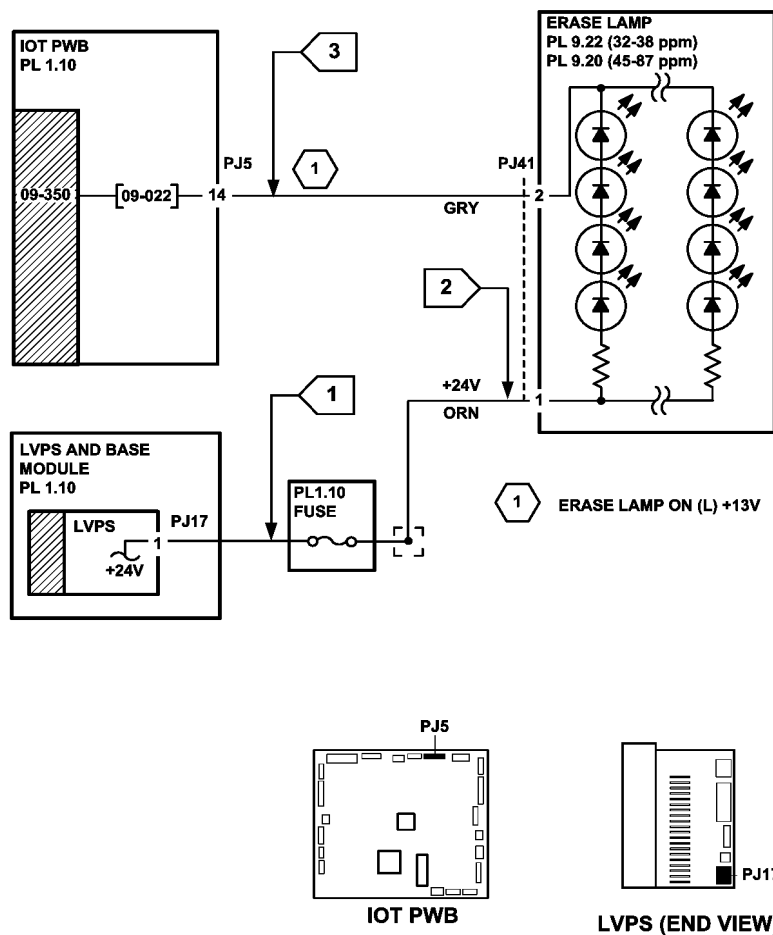 IOT PWB
PL 1.10
3
ERASE LAMP
PL 9.22 (32-38 ppm)
PL 9.20 (45-87 ppm)
PJ5
1
PJ41
09-350
[09-022]
14
2
GRY
2
+24V
1
ORN
1
LVPS AND BASE
MODULE
PL 1.10
PL1.10
FUSE
LVPS
1
PJ17
+24V
1
ERASE LAMP ON (L) +13V
PJ5
IOT PWB
PJ17
LVPS (END VIEW